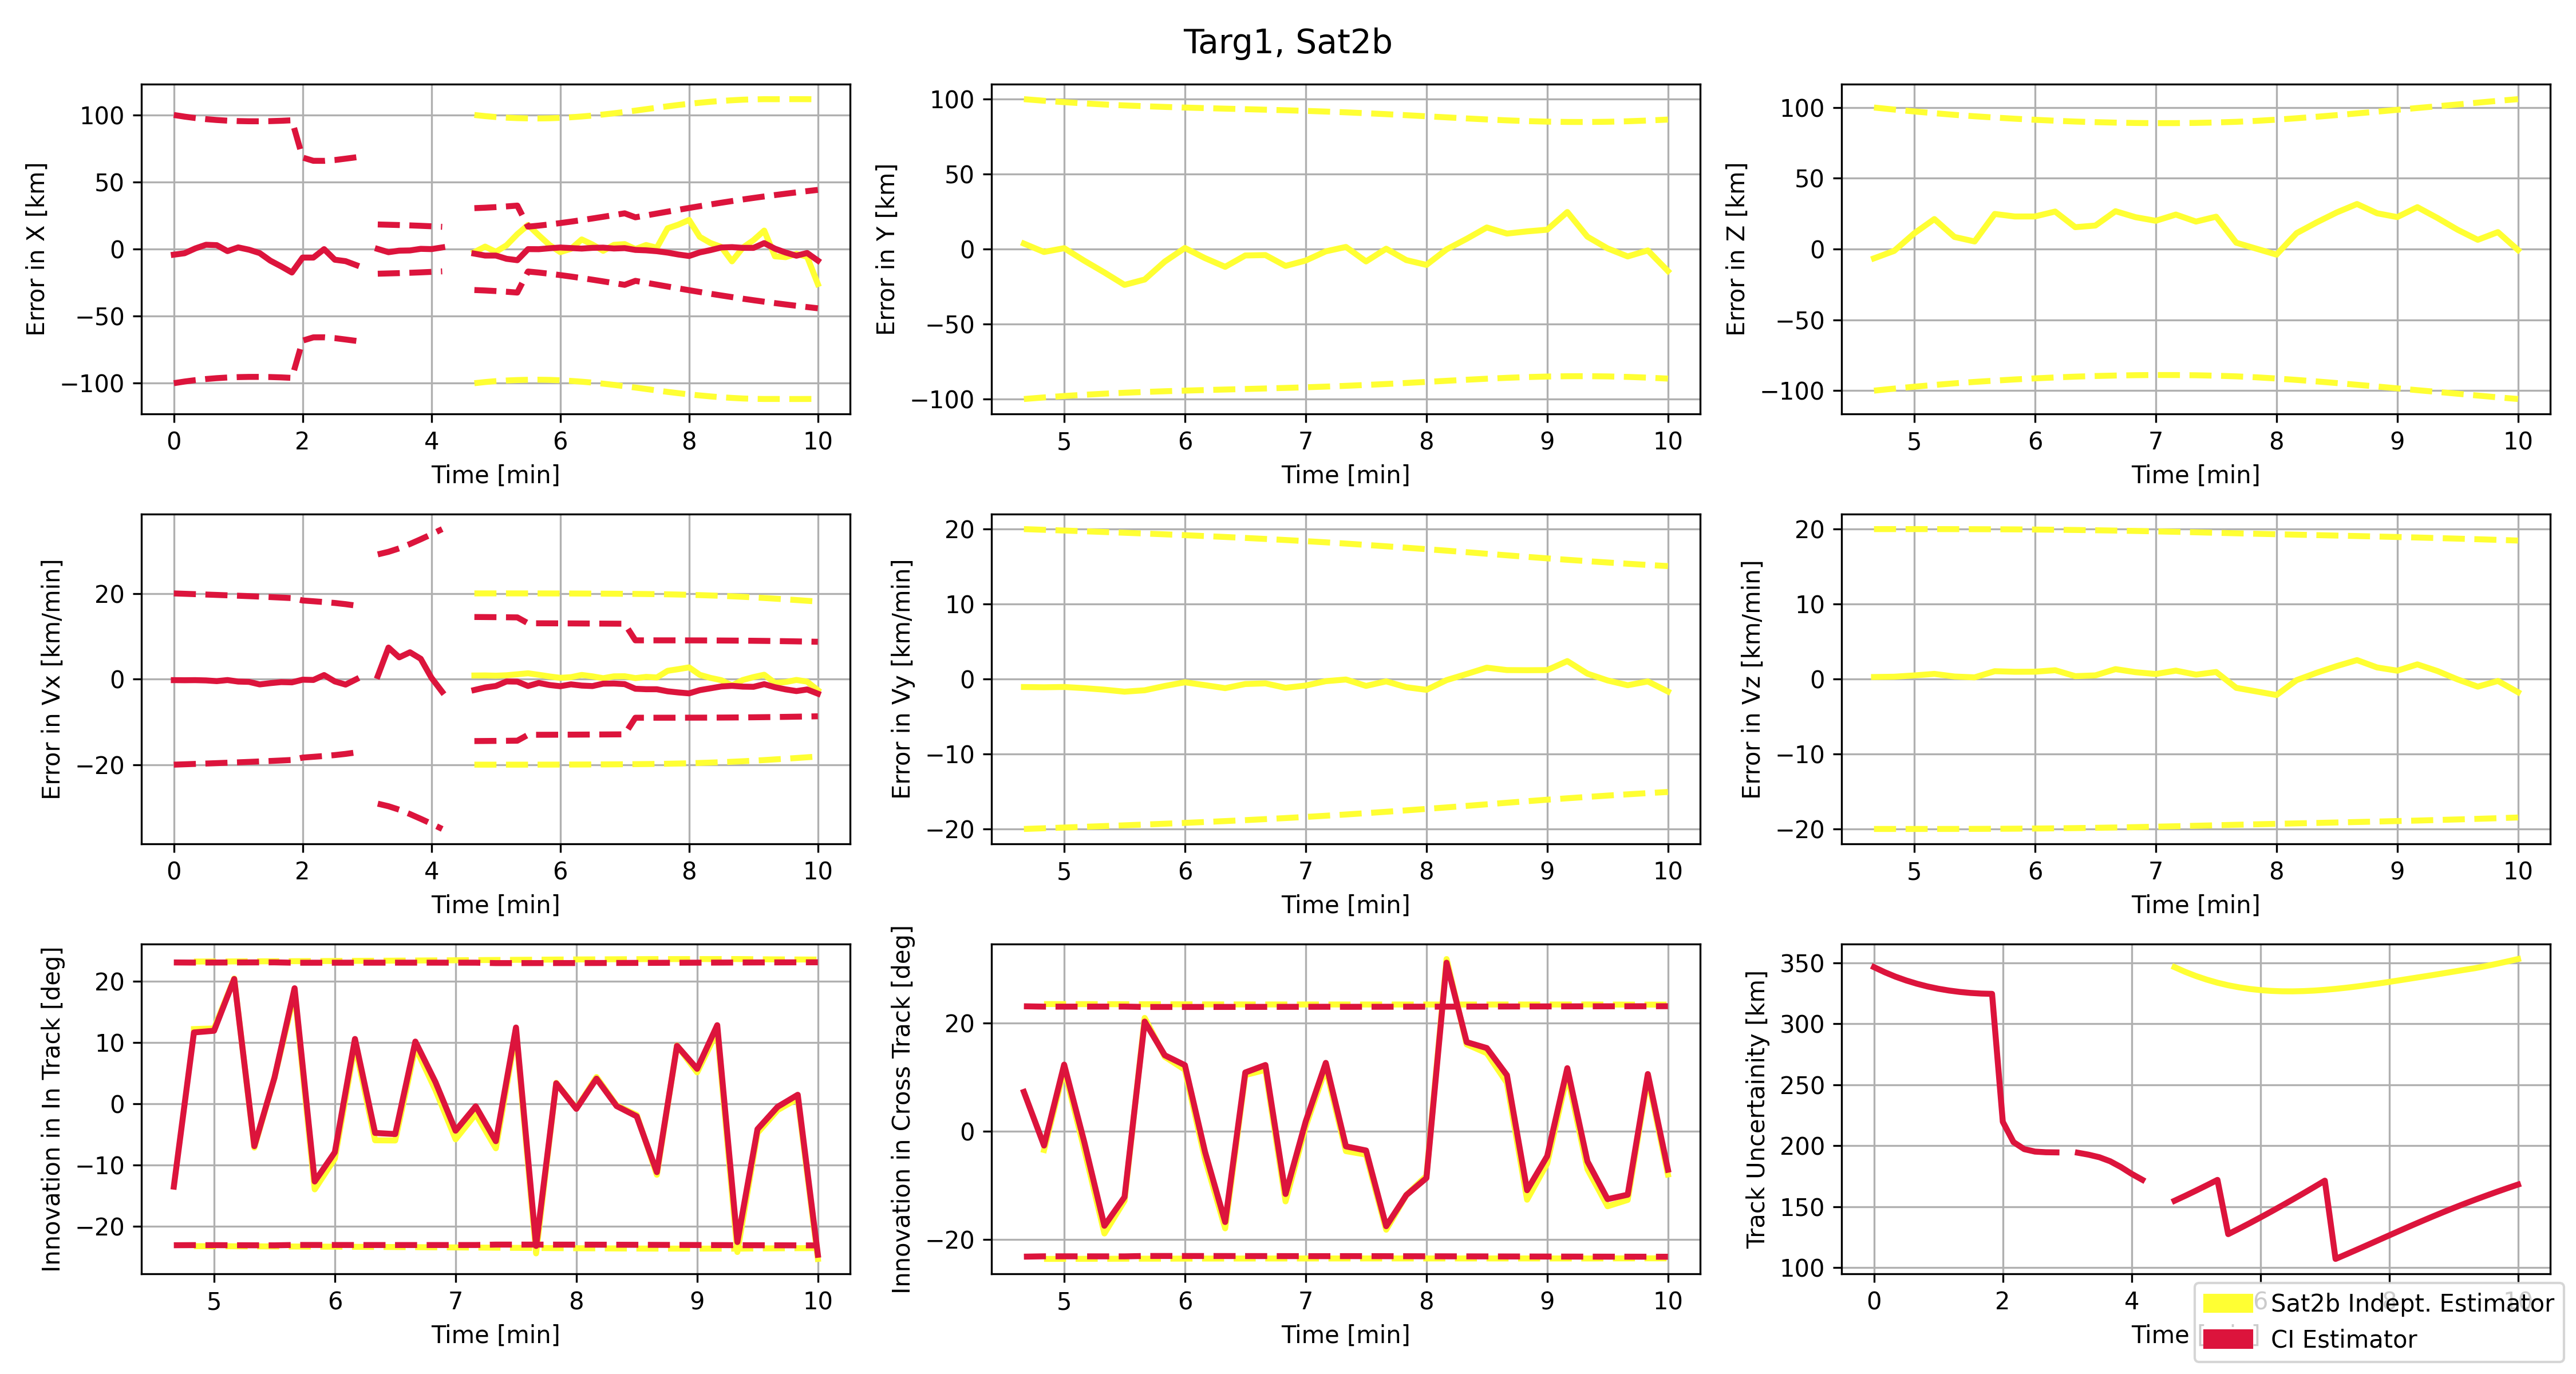 Targ1, Sat2b
Error in X [km]
100
50
0
−50
−100
0 2 4 6 8 10
Time [min]
Error in Y [km]
100
50
0
−50
−100
5 6 7 8 9 10
Time [min]
Error in Z [km]
100
50
0
−50
−100
5 6 7 8 9 10
Time [min]
Error in Vx [km/min]
20
0
−20
0 2 4 6 8 10
Time [min]
Error in Vy [km/min]
20
10
0
−10
−20
5 6 7 8 9 10
Time [min]
Error in Vz [km/min]
20
10
0
−10
−20
5 6 7 8 9 10
Time [min]
Innovation in In Track [deg]
20
10
0
−10
−20
5 6 7 8 9 10
Time [min]
Innovation in Cross Track [deg]
20
0
−20
5 6 7 8 9 10
Time [min]
Track Uncertainity [km]
350
300
250
200
150
100
0 2 4 6
Time
Sat2b Indept. Estimator
CI Estimator